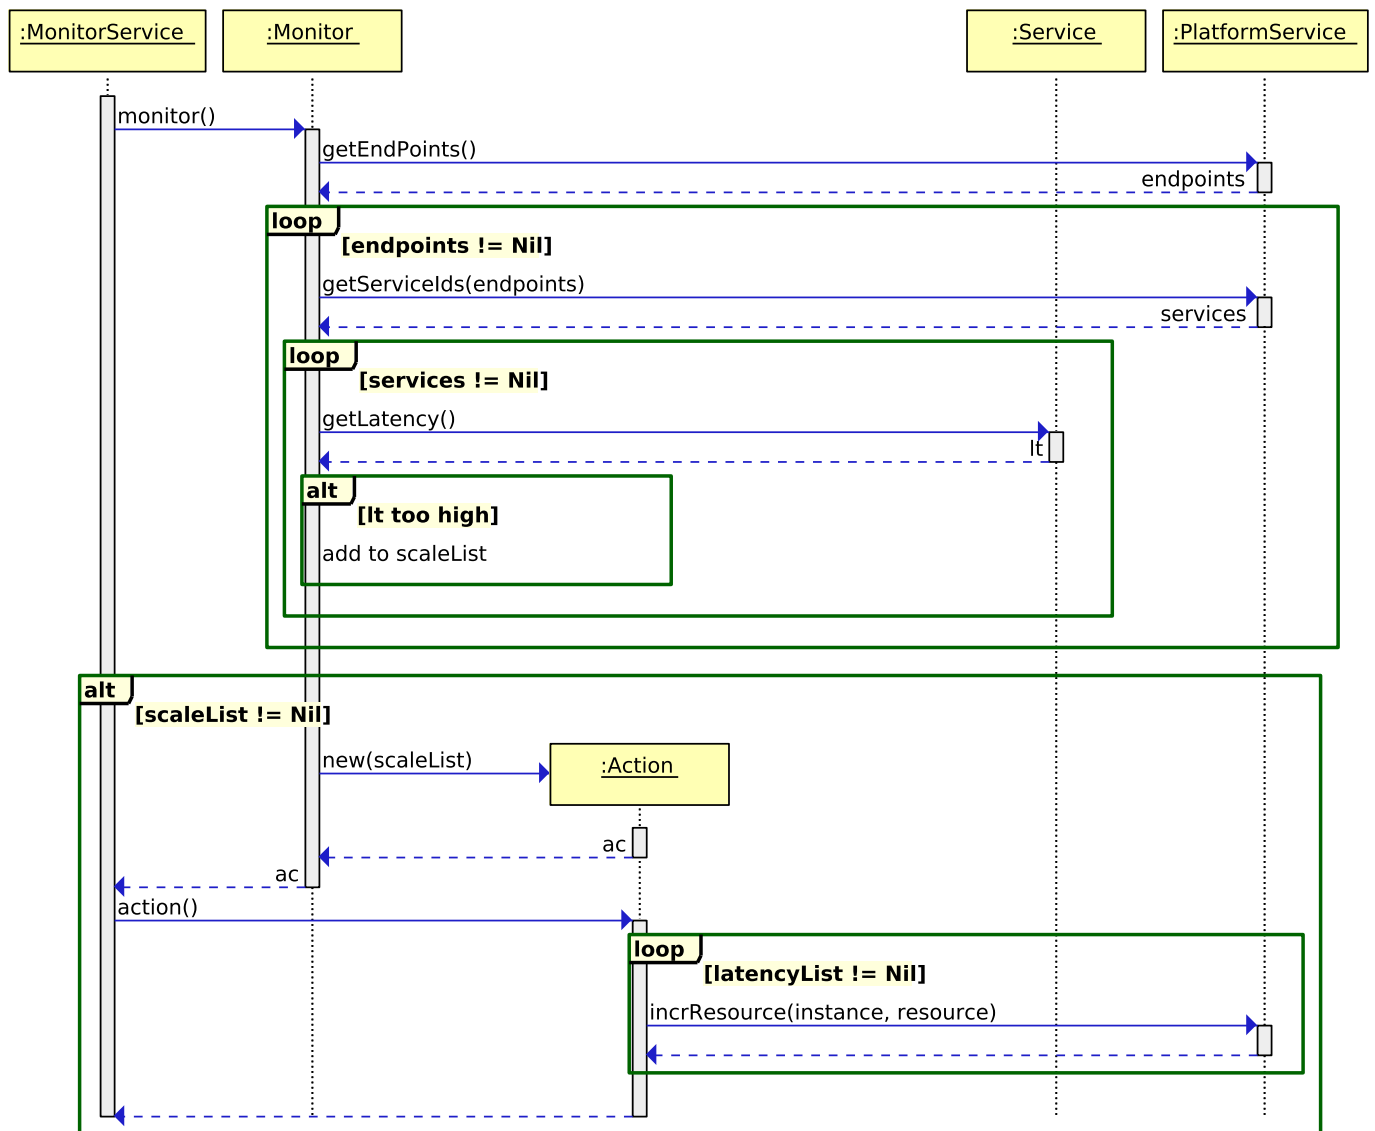 :MonitorService
:Monitor
:Service
:PlatformService
monitor()
getEndPoints()
endpoints
loop
[endpoints != Nil]
getServiceIds(endpoints)
services
loop
[services != Nil]
getLatency()
lt
alt
[lt too high]
add to scaleList
alt
[scaleList != Nil]
new(scaleList)
:Action
ac
ac
action()
loop
[latencyList != Nil]
incrResource(instance, resource)